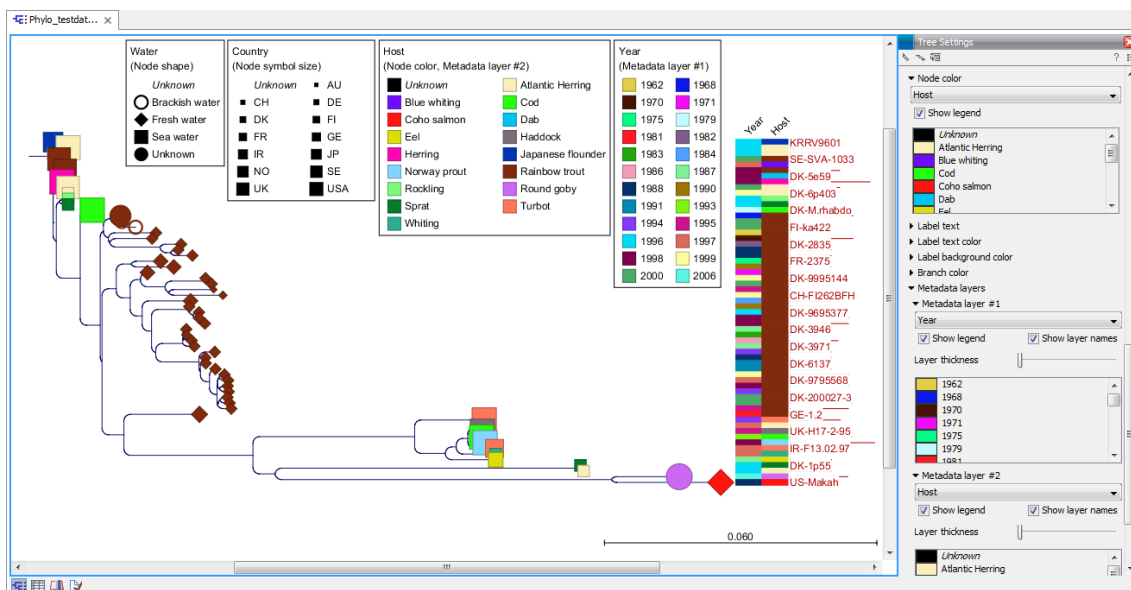 Phylo_testdat...
Water
(Node shape)
Unknown
Brackish water
Fresh water
Sea water
Unknown
Country
(Node symbol size)
Unknown
AU
CH
DE
DK
FI
FR
GE
IR
JP
NO
SE
UK
USA
Host
(Node color, Metadata layer #2)
Unknown
Atlantic Herring
Blue whiting
Cod
Coho salmon
Dab
Eel
Haddock
Herring
Japanese flounder
Norway prout
Rainbow trout
Rockling
Round goby
Sprat
Turbot
Whiting
Year
(Metadata layer #1)
1962
1968
1970
1971
1975
1979
1981
1982
1983
1984
1986
1987
1988
1990
1991
1993
1994
1995
1996
1997
1998
1999
2000
2006
Year
Host
KRRV9601
SE-SVA-1033
DK-5e59
DK-6p403
DK-M.rhabdo
FI-ka422
DK-2835
FR-2375
DK-9995144
CH-FI262BFH
DK-9695377
DK-3946
DK-3971
DK-6137
DK-9795568
DK-200027-3
GE-1.2
UK-H17-2-95
IR-F13.02.97
DK-1p55
US-Makah
0.060
Tree Settings
?
Node color
Host
Show legend
Unknown
Atlantic Herring
Blue whiting
Cod
Coho salmon
Dab
Eel
Label text
Label text color
Label background color
Branch color
Metadata layers
Metadata layer #1
Year
Show legend
Show layer names
Layer thickness
1962
1968
1970
1971
1975
1979
1981
Metadata layer #2
Host
Show legend
Show layer names
Layer thickness
Unknown
Atlantic Herring